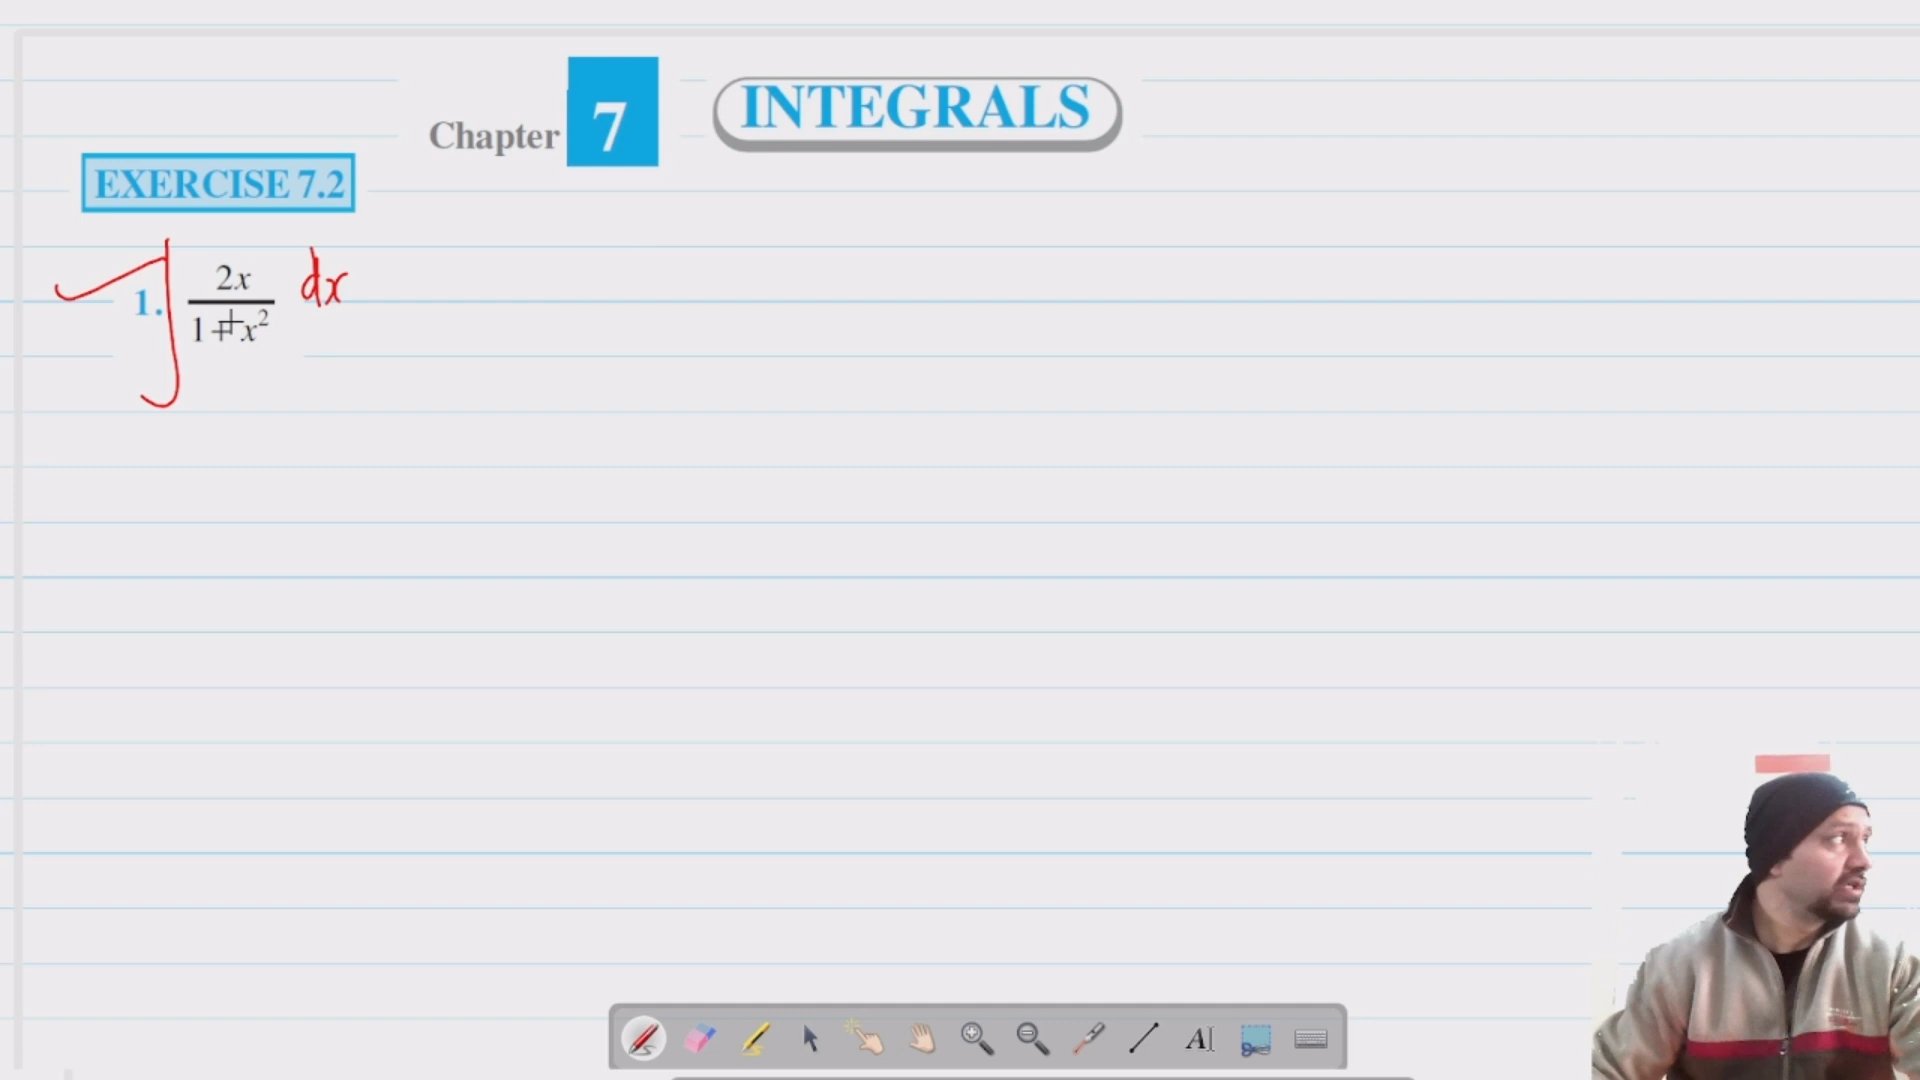 Chapter 7 INTEGRALS
EXERCISE 7.2
1. ∫ 2x / 1 + x² dx